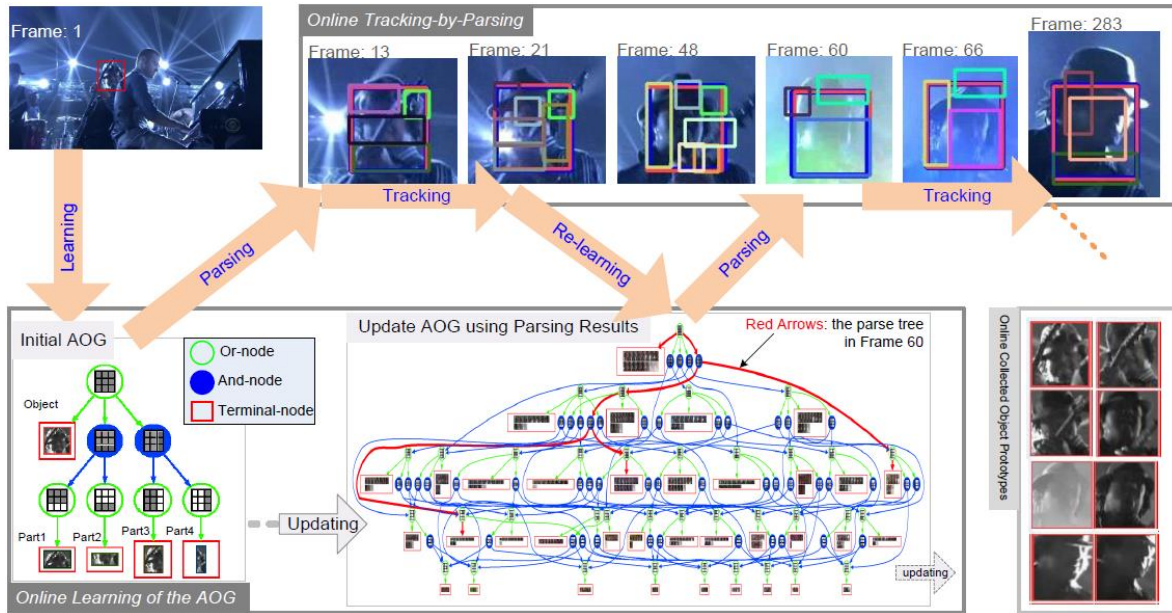 Online Tracking-by-Parsing
Frame: 1
Frame: 13
Frame: 21
Frame: 48
Frame: 60
Frame: 66
Frame: 283
Learning
Parsing
Tracking
Re-learning
Parsing
Tracking
Initial AOG
Or-node
And-node
Terminal-node
Object
Part1
Part2
Part3
Part4
Updating
Update AOG using Parsing Results
Red Arrows: the parse tree
in Frame 60
updating
Online Learning of the AOG
Online Collected Object Prototypes